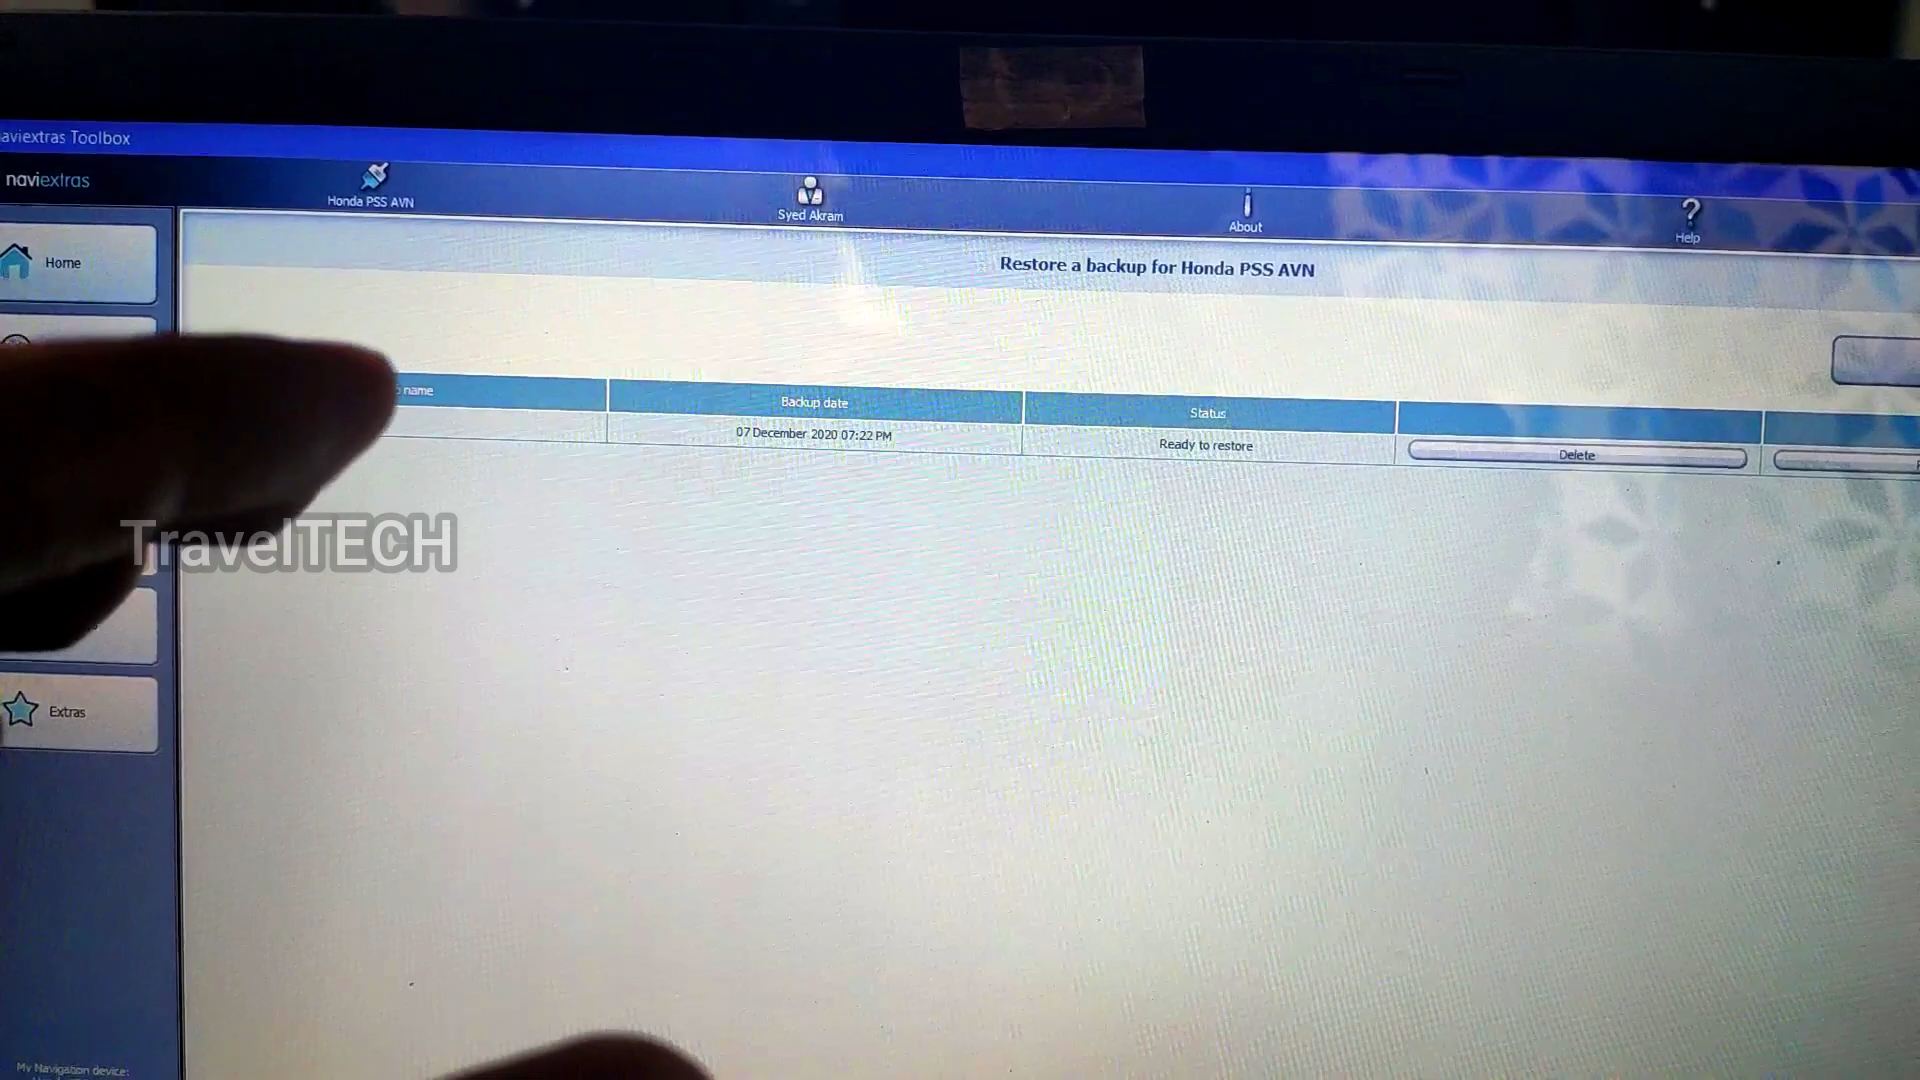 aviextras Toolbox
naviextras
Honda PSS AVN
Syed Akram
About
Help
Home
Restore a backup for Honda PSS AVN
name
Backup date
Status
07 December 2020 07:22 PM
Ready to restore
Delete
TravelTECH
Extras
My Navigation device: